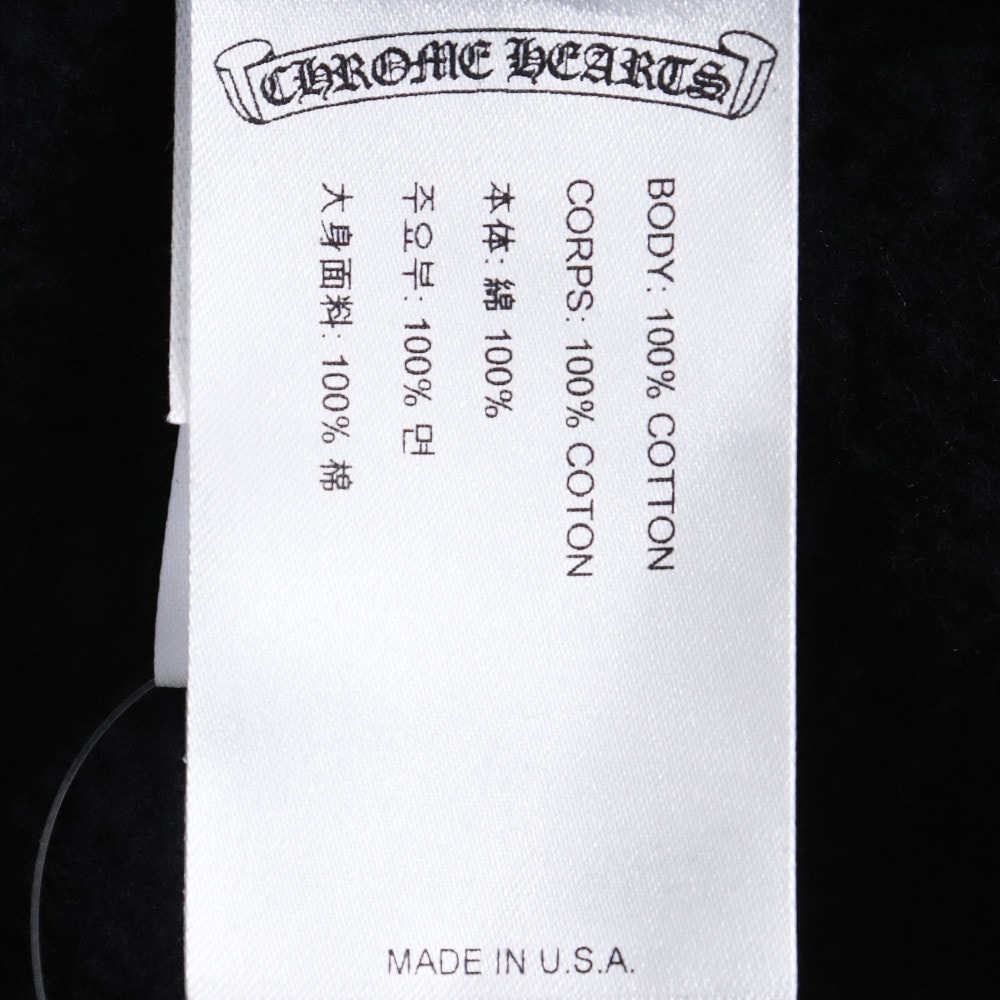 CHROME HEARTS
BODY: 100% COTTON
CORPS: 100% COTON
本体: 綿 100%
주요부: 100% 면
大身面料: 100% 棉
MADE IN U.S.A.